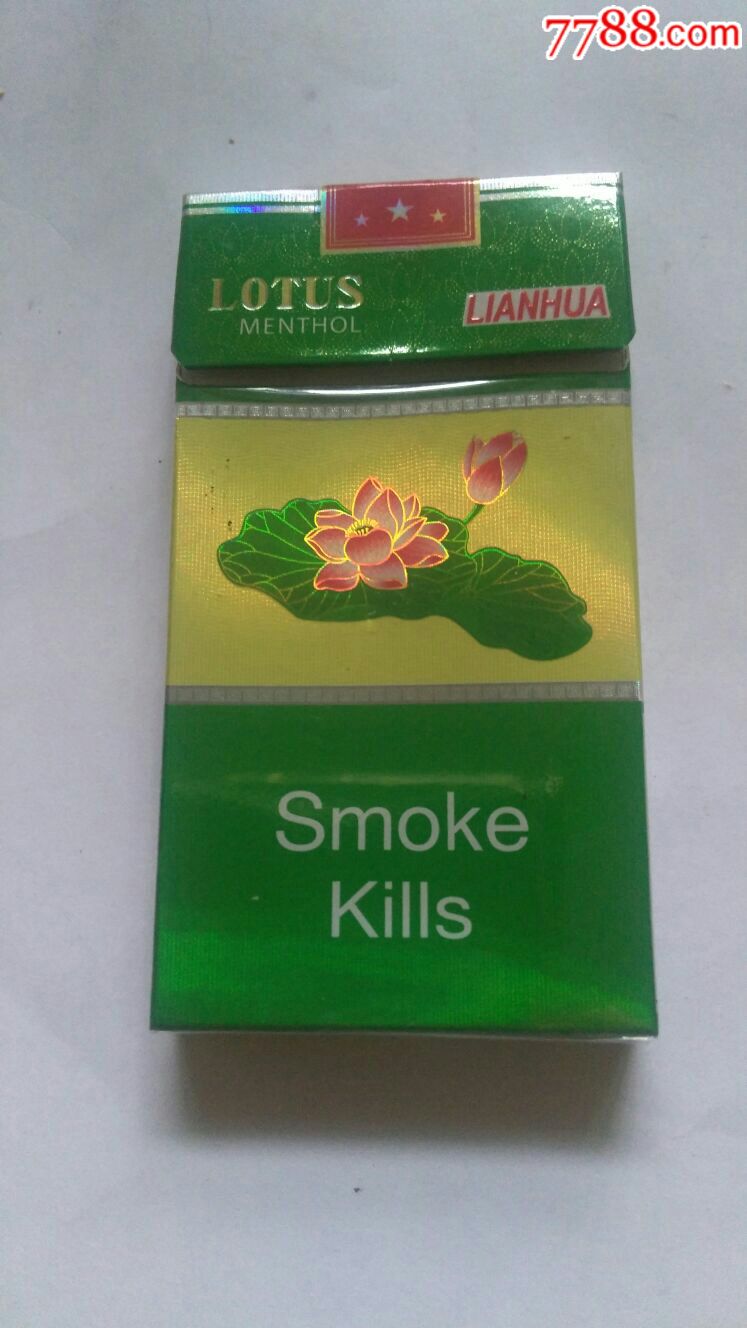 7788.com
LOTUS
MENTHOL
LIANHUA
Smoke
Kills